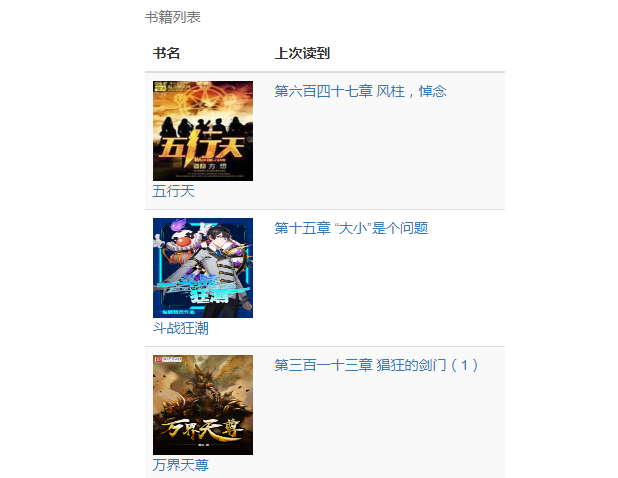 书籍列表
书名 上次读到
第六百四十七章 风柱，悼念
五行天
方想
五行天
第十五章 “大小”是个问题
斗战狂潮
斗战狂潮
第三百一十三章 猖狂的剑门（1）
万界天尊
万界天尊